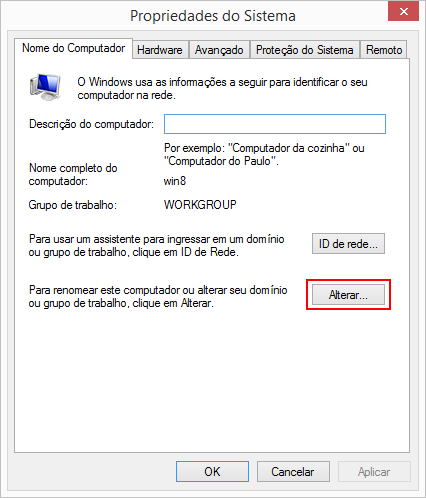 Propriedades do Sistema
Nome do Computador Hardware Avançado Proteção do Sistema Remoto
O Windows usa as informações a seguir para identificar o seu
computador na rede.
Descrição do computador:
Por exemplo: "Computador da cozinha" ou
"Computador do Paulo".
Nome completo do
computador: win8
Grupo de trabalho: WORKGROUP
Para usar um assistente para ingressar em um domínio
ou grupo de trabalho, clique em ID de Rede.
ID de rede...
Para renomear este computador ou alterar seu domínio
ou grupo de trabalho, clique em Alterar.
Alterar...
OK Cancelar Aplicar